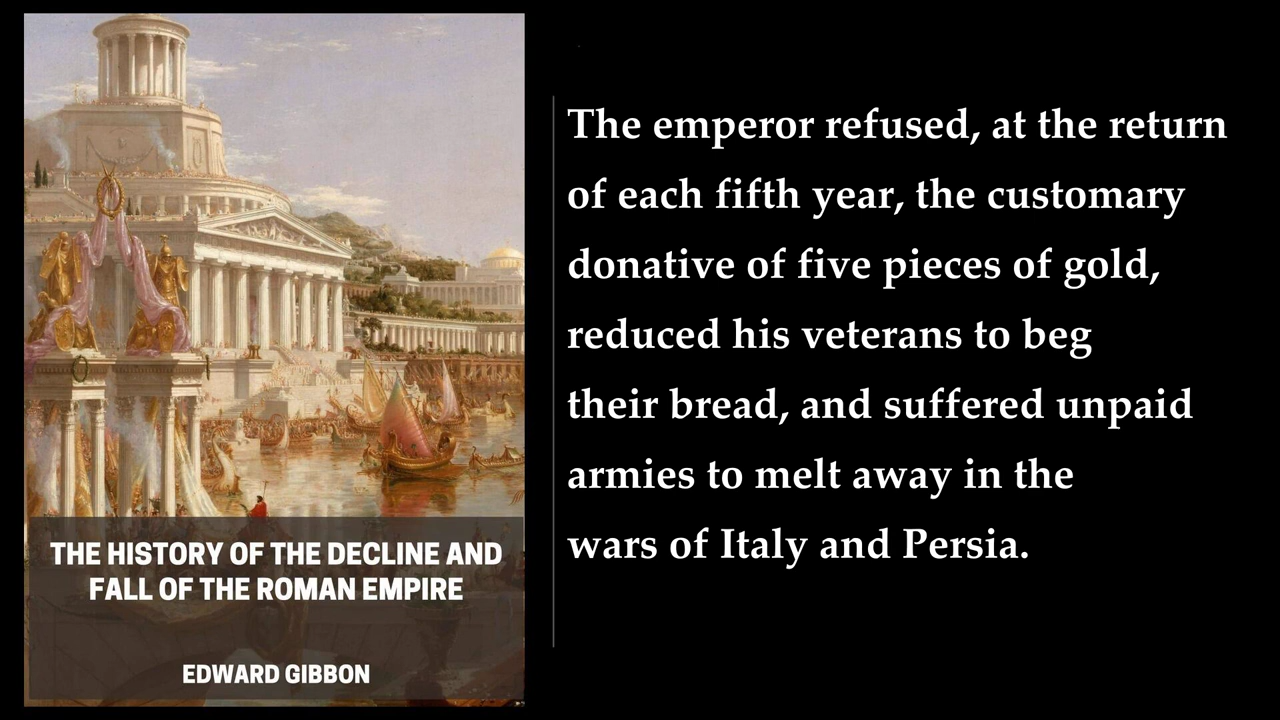 The emperor refused, at the return
of each fifth year, the customary
donative of five pieces of gold,
reduced his veterans to beg
their bread, and suffered unpaid
armies to melt away in the
wars of Italy and Persia.
THE HISTORY OF THE DECLINE AND
FALL OF THE ROMAN EMPIRE
EDWARD GIBBON